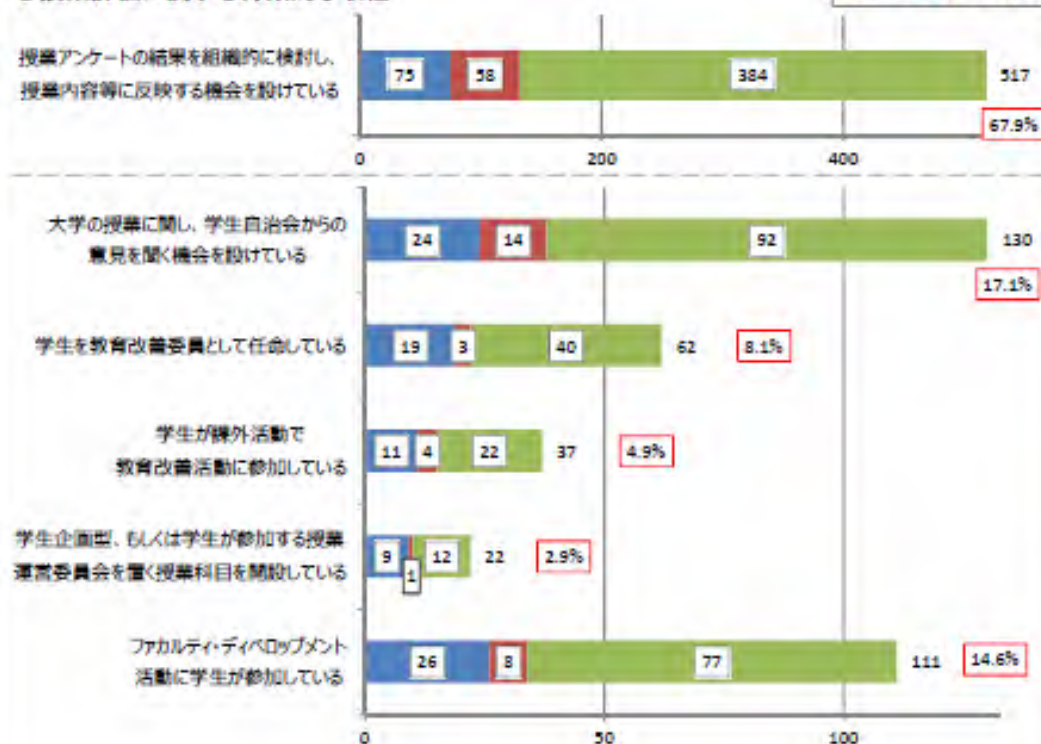 授業アンケートの結果を組織的に検討し、
授業内容等に反映する機会を設けている
75 58 384 517
67.9%
0 200 400
大学の授業に関し、学生自治会からの
意見を聞く機会を設けている
24 14 92 130
17.1%
学生を教育改善委員として任命している
19 3 40 62 8.1%
学生が課外活動で
教育改善活動に参加している
11 4 22 37 4.9%
学生企画型、もしくは学生が参加する授業
運営委員会を置く授業科目を開設している
9 1 12 22 2.9%
ファカルティ・ディベロップメント
活動に学生が参加している
26 8 77 111 14.6%
0 50 100